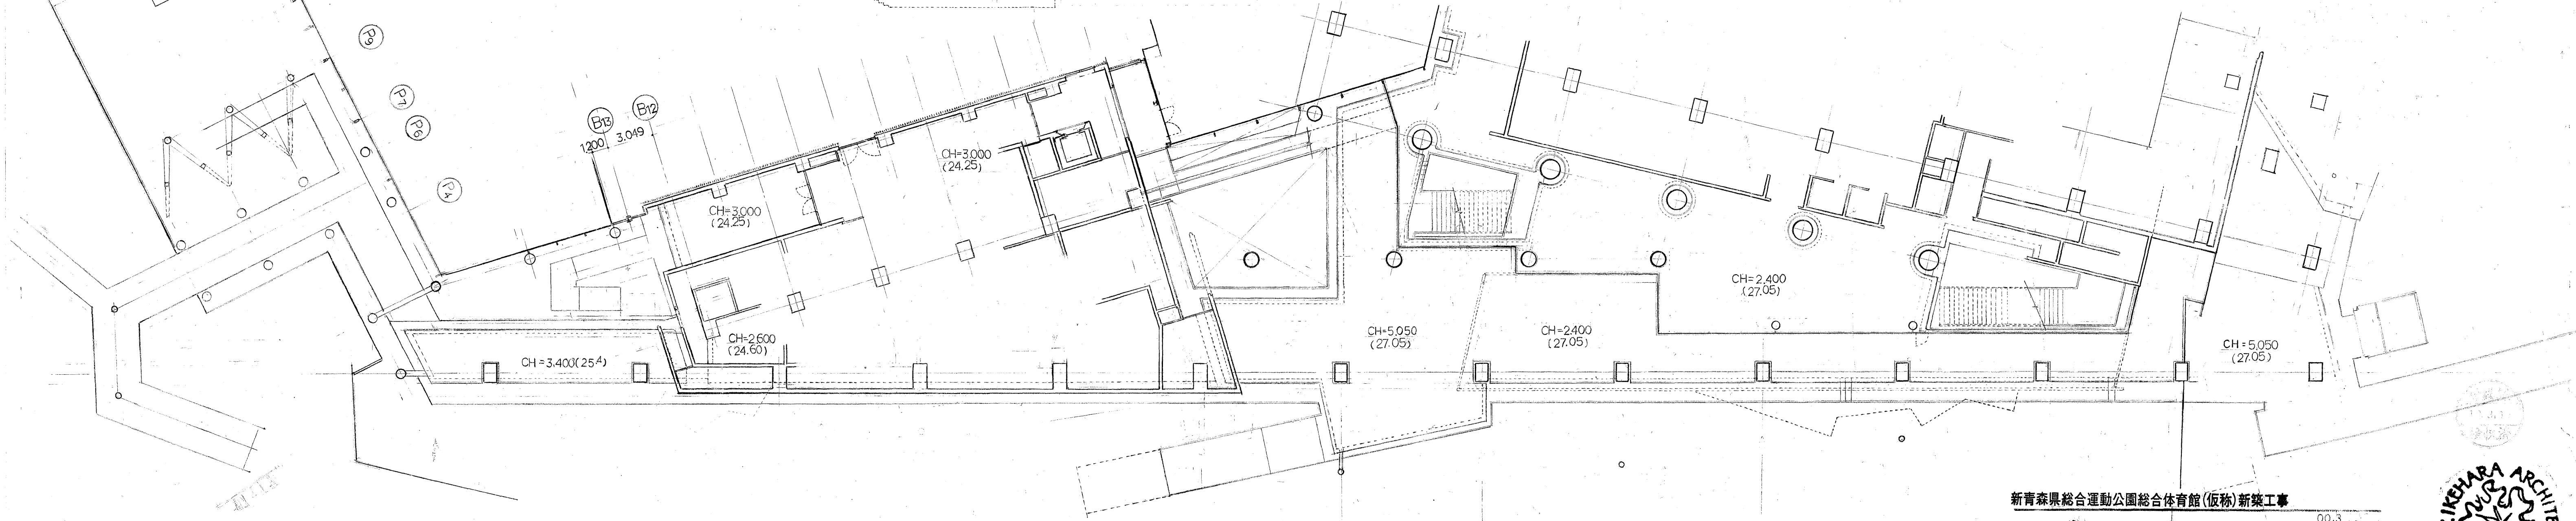 P9
P7
P6
P4
B13
B12
1,200
3,049
CH=3,000
(24.25)
CH=3,000
(24.25)
CH=2,600
(24.60)
CH=3,400(25.4)
CH=5,050
(27.05)
CH=2,400
(27.05)
CH=2,400
(27.05)
CH=5,050
(27.05)
新青森県総合運動公園総合体育館(仮称)新築工事
00.3